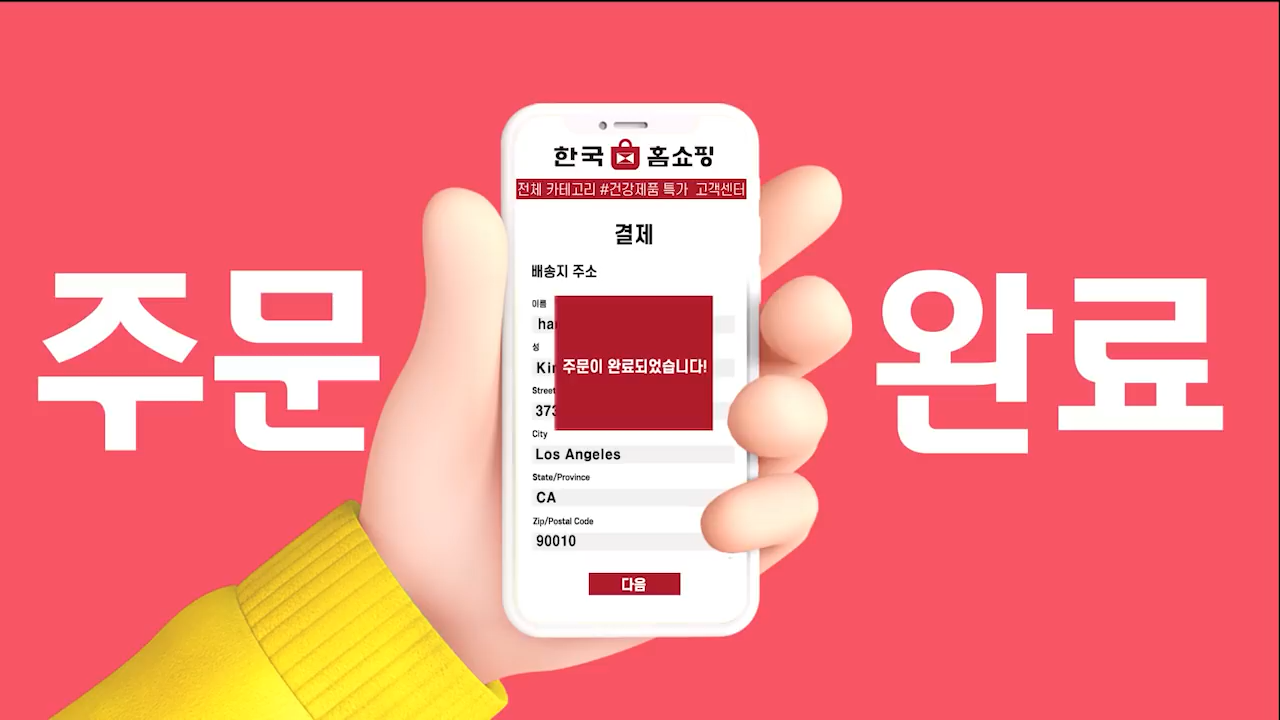 주문 완료
한국 홈쇼핑
전체 카테고리 #건강제품 특가 고객센터
결제
배송지 주소
이름
성
주문이 완료되었습니다!
Street
373
City
Los Angeles
State/Province
CA
Zip/Postal Code
90010
다음